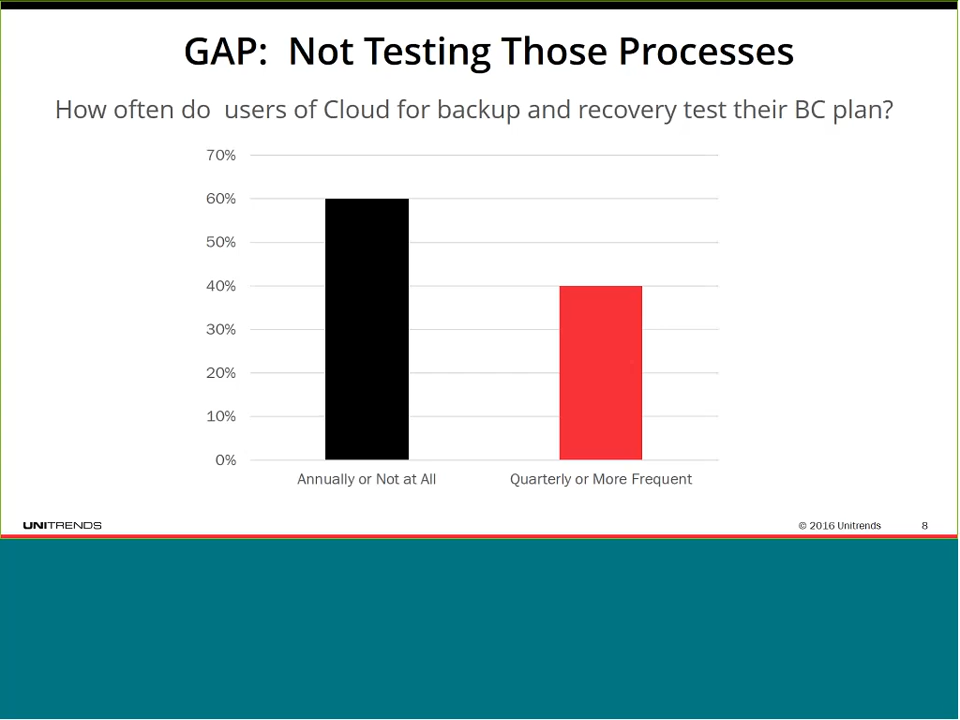 GAP:  Not Testing Those Processes
How often do  users of Cloud for backup and recovery test their BC plan?
70%
60%
50%
40%
30%
20%
10%
0%
Annually or Not at All
Quarterly or More Frequent
UNITRENDS
© 2016 Unitrends
8